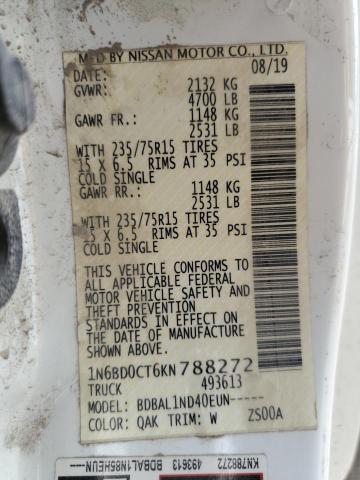 MFD BY NISSAN MOTOR CO., LTD.
DATE: 08/19
GVWR: 2132 KG
4700 LB
GAWR FR.: 1148 KG
2531 LB
WITH 235/75R15 TIRES
15 X 6.5 RIMS AT 35 PSI
COLD SINGLE
GAWR RR.: 1148 KG
2531 LB
WITH 235/75R15 TIRES
15 X 6.5 RIMS AT 35 PSI
COLD SINGLE
THIS VEHICLE CONFORMS TO
ALL APPLICABLE FEDERAL
MOTOR VEHICLE SAFETY AND
THEFT PREVENTION
STANDARDS IN EFFECT ON THE
DATE OF MANUFACTURE
SHOWN ABOVE.
1N6BD0CT6KN788272
TRUCK 493613
MODEL: BDBAL1ND40EUN-----
COLOR: QAK TRIM: W ZS00A
KN788272
493613 BDBAL1N85HEUN----